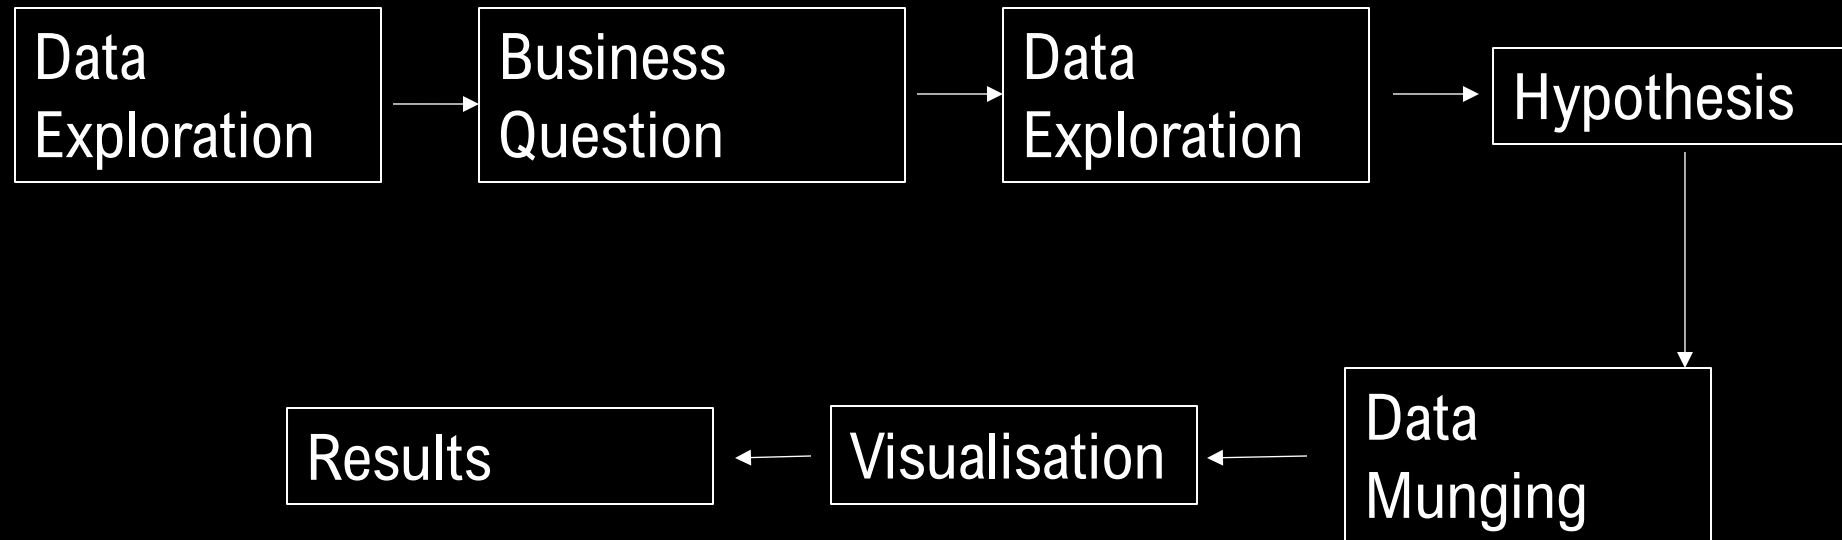 Data
Exploration
Business
Question
Data
Exploration
Hypothesis
Data
Munging
Visualisation
Results